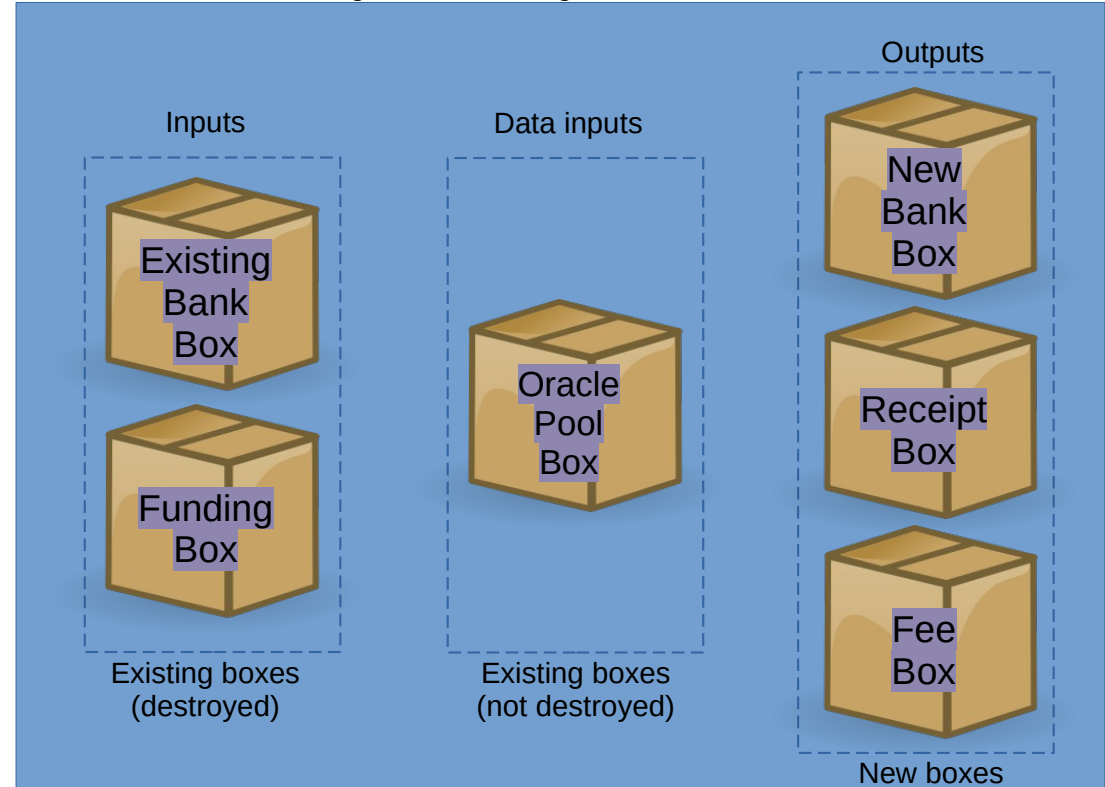 Inputs
Existing
Bank
Box
Funding
Box
Existing boxes
(destroyed)
Data inputs
Oracle
Pool
Box
Existing boxes
(not destroyed)
Outputs
New
Bank
Box
Receipt
Box
Fee
Box
New boxes